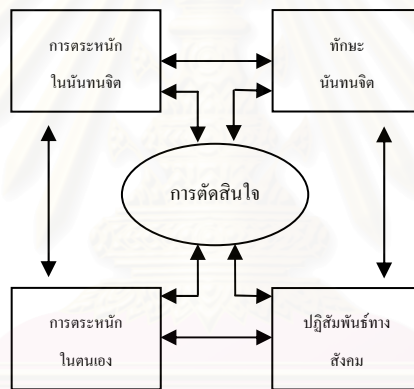 การตระหนัก
ในนันทนจิต
ทักษะ
นันทนจิต
การตัดสินใจ
การตระหนัก
ในตนเอง
ปฏิสัมพันธ์ทาง
สังคม